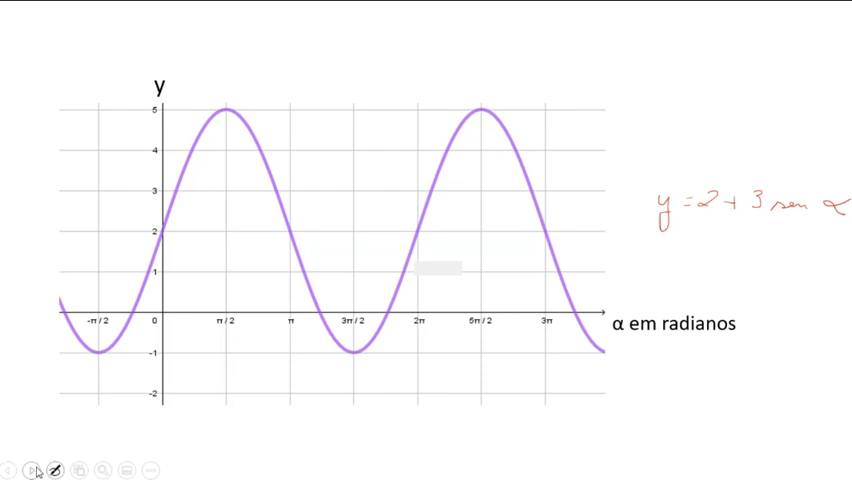 y
5
4
3
2
1
-π / 2
0
π / 2
π
3π / 2
2π
5π / 2
3π
-1
-2
α em radianos
y = 2 + 3 sen α